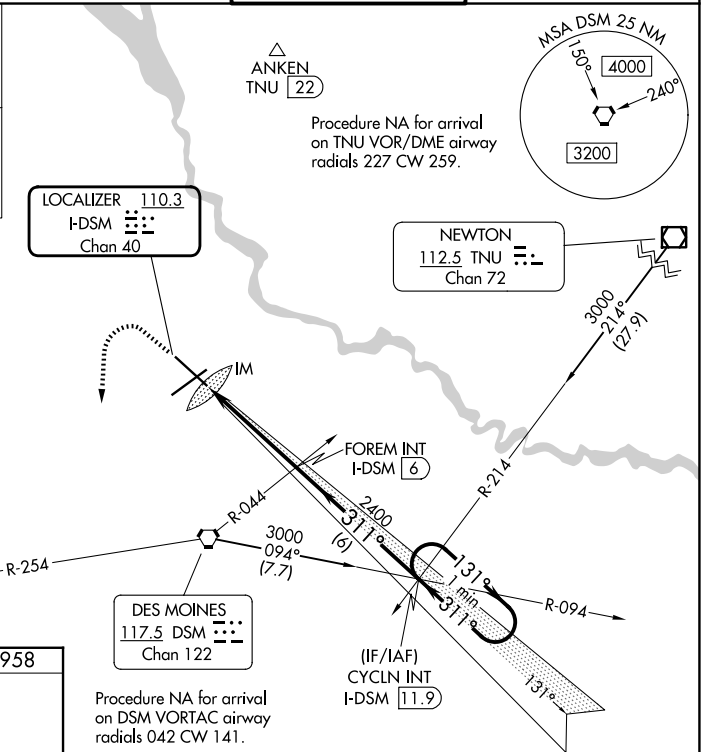 MSA DSM 25 NM
150°
4000
240°
3200
ANKEN
TNU 22
Procedure NA for arrival
on TNU VOR/DME airway
radials 227 CW 259.
LOCALIZER 110.3
I-DSM
Chan 40
NEWTON
112.5 TNU
Chan 72
3000
214°
(27.9)
IM
FOREM INT
I-DSM 6
R-214
R-044
2400
311°
(6)
3000
094°
(7.7)
R-254
131°
1 min
311°
R-094
DES MOINES
117.5 DSM
Chan 122
(IF/IAF)
CYCLN INT
I-DSM 11.9
131°
958
Procedure NA for arrival
on DSM VORTAC airway
radials 042 CW 141.